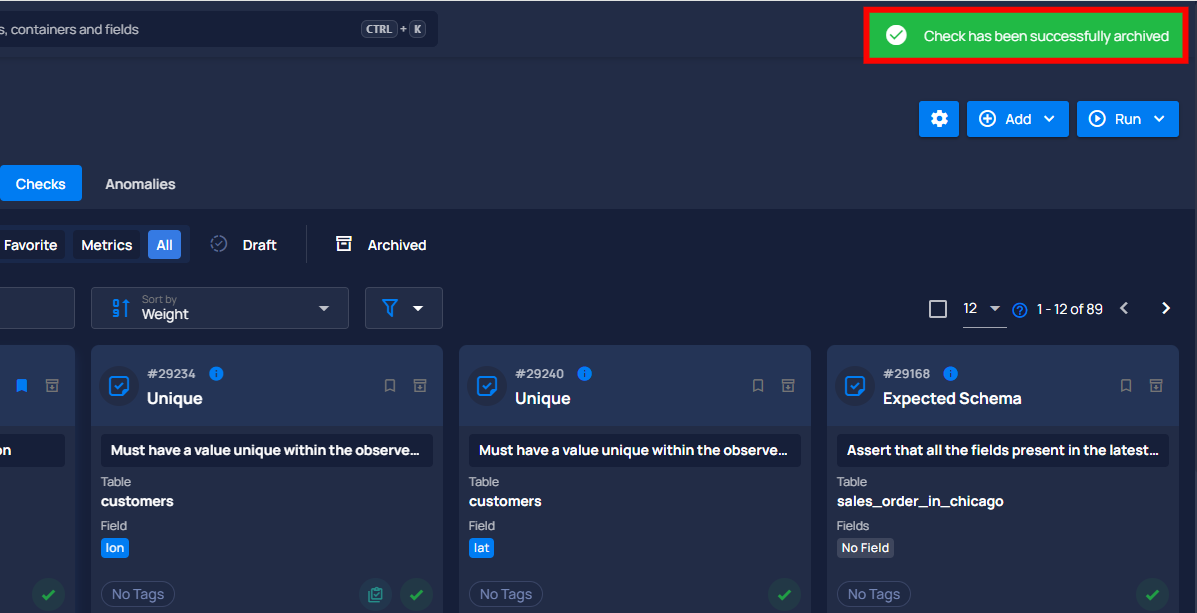 s, containers and fields
CTRL + K
Check has been successfully archived
Add
Run
Checks
Anomalies
Favorite
Metrics
All
Draft
Archived
Sort by
Weight
12
1 - 12 of 89
on
#29234
Unique
Must have a value unique within the observe...
Table
customers
Field
lon
No Tags
#29240
Unique
Must have a value unique within the observe...
Table
customers
Field
lat
No Tags
#29168
Expected Schema
Assert that all the fields present in the latest...
Table
sales_order_in_chicago
Fields
No Field
No Tags